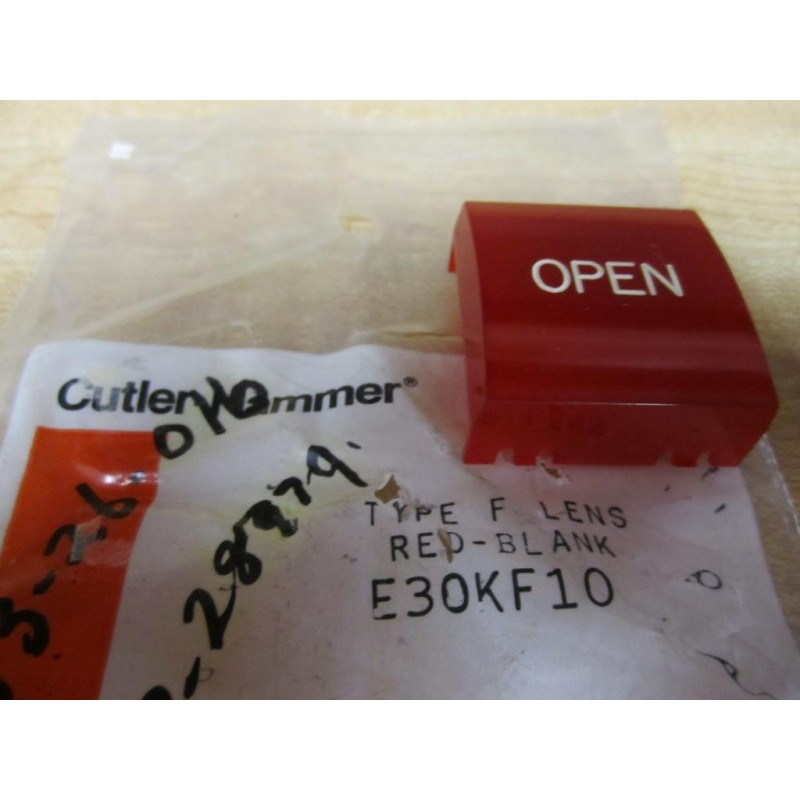 OPEN
Cutler-Hammer®
TYPE F LENS
RED-BLANK
E30KF10